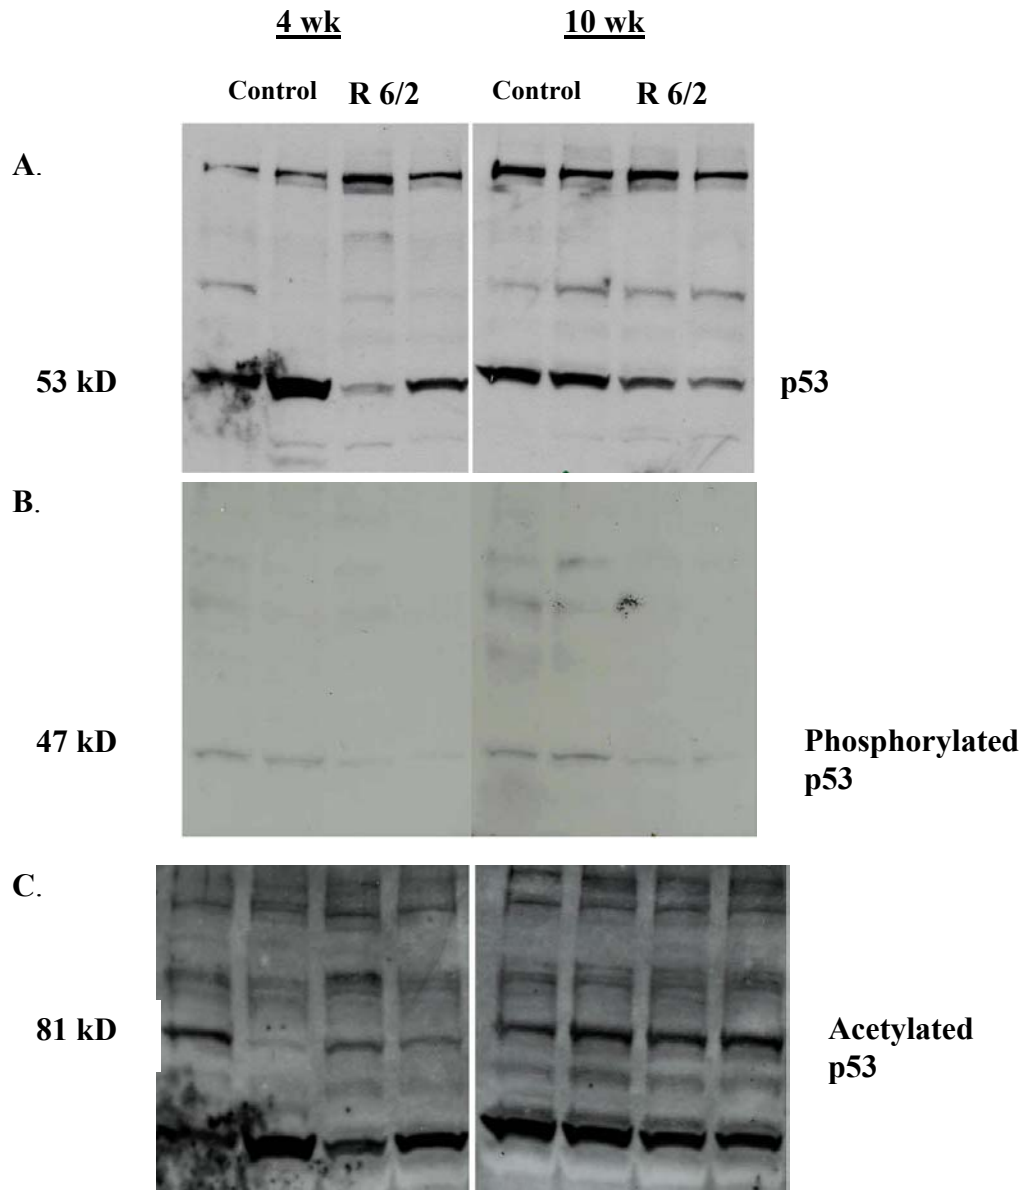 4 wk 10 wk
Control R 6/2 Control R 6/2
A.
53 kD p53
B.
47 kD Phosphorylated
p53
C.
81 kD Acetylated
p53